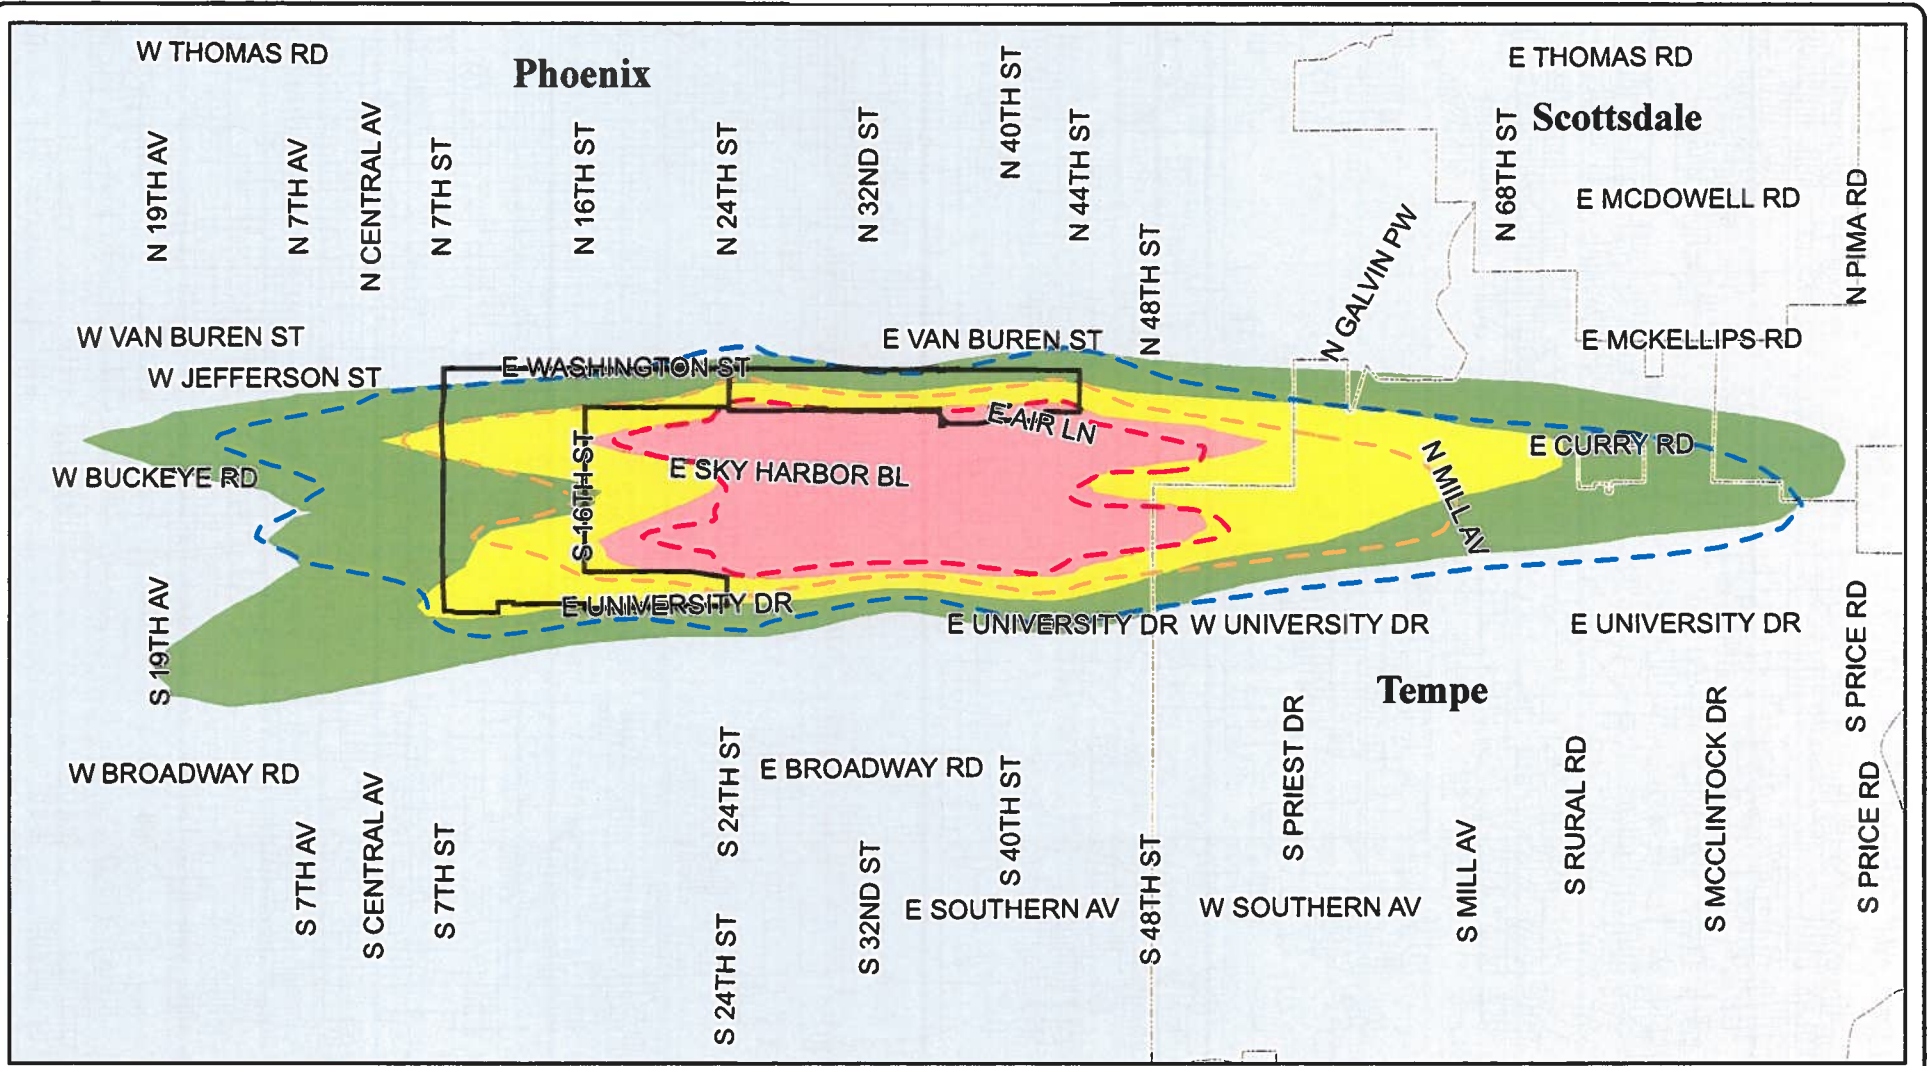 W THOMAS RD
Phoenix
E THOMAS RD
Scottsdale
N 19TH AV
N 7TH AV
N CENTRAL AV
N 7TH ST
N 16TH ST
N 24TH ST
N 32ND ST
N 40TH ST
N 44TH ST
N 48TH ST
N GALVIN PW
N 68TH ST
E MCDOWELL RD
N PIMA RD
W VAN BUREN ST
E VAN BUREN ST
E MCKELLIPS RD
W JEFFERSON ST
E WASHINGTON ST
E AIR LN
E CURRY RD
W BUCKEYE RD
S 16TH ST
E SKY HARBOR BL
N MILL AV
E UNIVERSITY DR
E UNIVERSITY DR
W UNIVERSITY DR
E UNIVERSITY DR
S 19TH AV
Tempe
S PRICE RD
W BROADWAY RD
E BROADWAY RD
S 7TH AV
S CENTRAL AV
S 7TH ST
S 24TH ST
S 24TH ST
S 32ND ST
S 40TH ST
E SOUTHERN AV
S 48TH ST
W SOUTHERN AV
S PRIEST DR
S MILL AV
S RURAL RD
S MCCLINTOCK DR
S PRICE RD